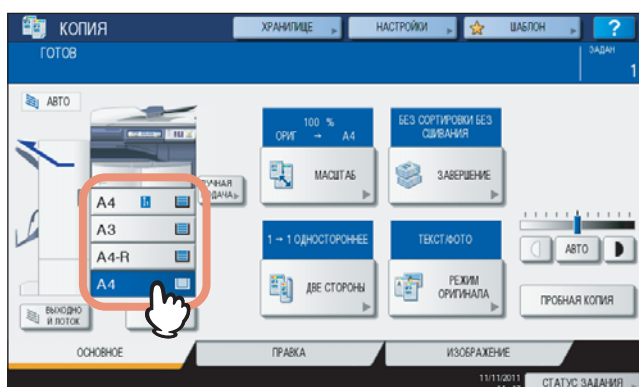 КОПИЯ
ХРАНИЛИЩЕ
НАСТРОЙКИ
ШАБЛОН
?
ГОТОВ
ЗАДАН
1
АВТО
100 %
ОРИГ → A4
БЕЗ СОРТИРОВКИ БЕЗ
СШИВАНИЯ
МАСШТАБ
ЗАВЕРШЕНИЕ
A4
A3
A4-R
A4
1 → 1 ОДНОСТОРОННЕЕ
ТЕКСТ/ФОТО
ДВЕ СТОРОНЫ
РЕЖИМ
ОРИГИНАЛА
АВТО
ПРОБНАЯ КОПИЯ
ВЫХОДНО
Й ЛОТОК
ОСНОВНОЕ
ПРАВКА
ИЗОБРАЖЕНИЕ
11/11/2011
СТАТУС ЗАДАНИЯ